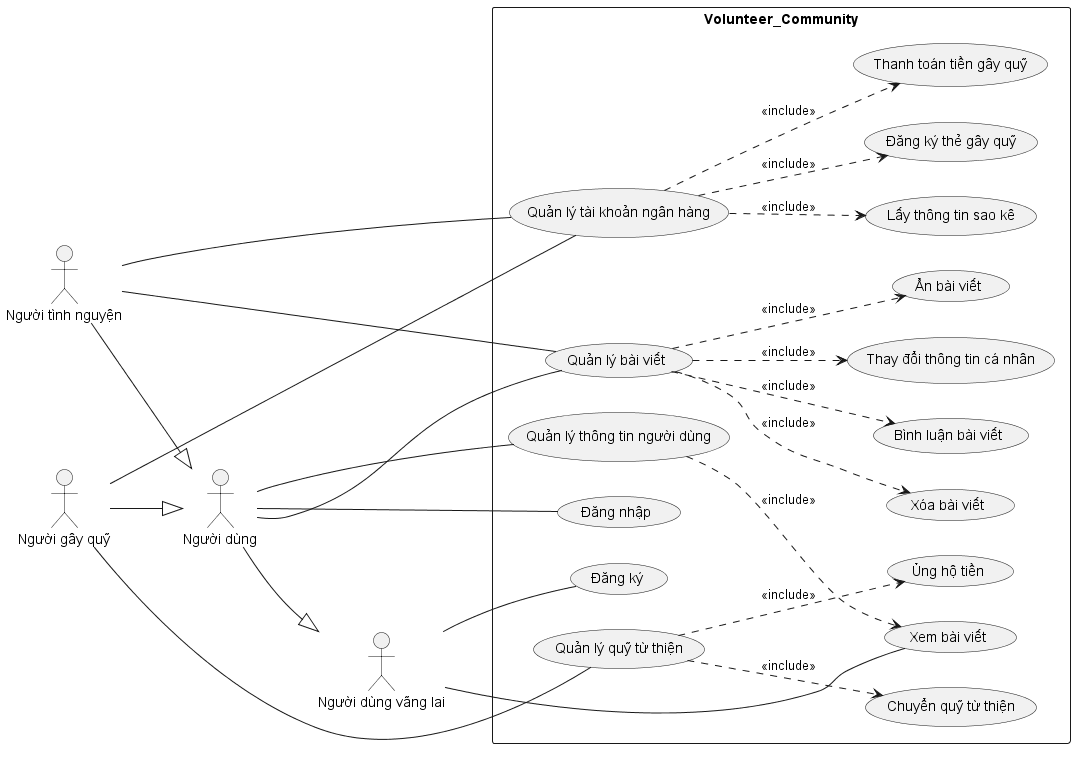 Volunteer_Community
Thanh toán tiền gây quỹ
«include»
Đăng ký thẻ gây quỹ
«include»
Quản lý tài khoản ngân hàng
«include»
Lấy thông tin sao kê
Người tình nguyện
Ẩn bài viết
«include»
Quản lý bài viết
«include»
Thay đổi thông tin cá nhân
«include»
Bình luận bài viết
Quản lý thông tin người dùng
«include»
Xóa bài viết
Người gây quỹ
Người dùng
Đăng nhập
«include»
Đăng ký
Ủng hộ tiền
«include»
Quản lý quỹ từ thiện
Xem bài viết
«include»
Người dùng vãng lai
Chuyển quỹ từ thiện